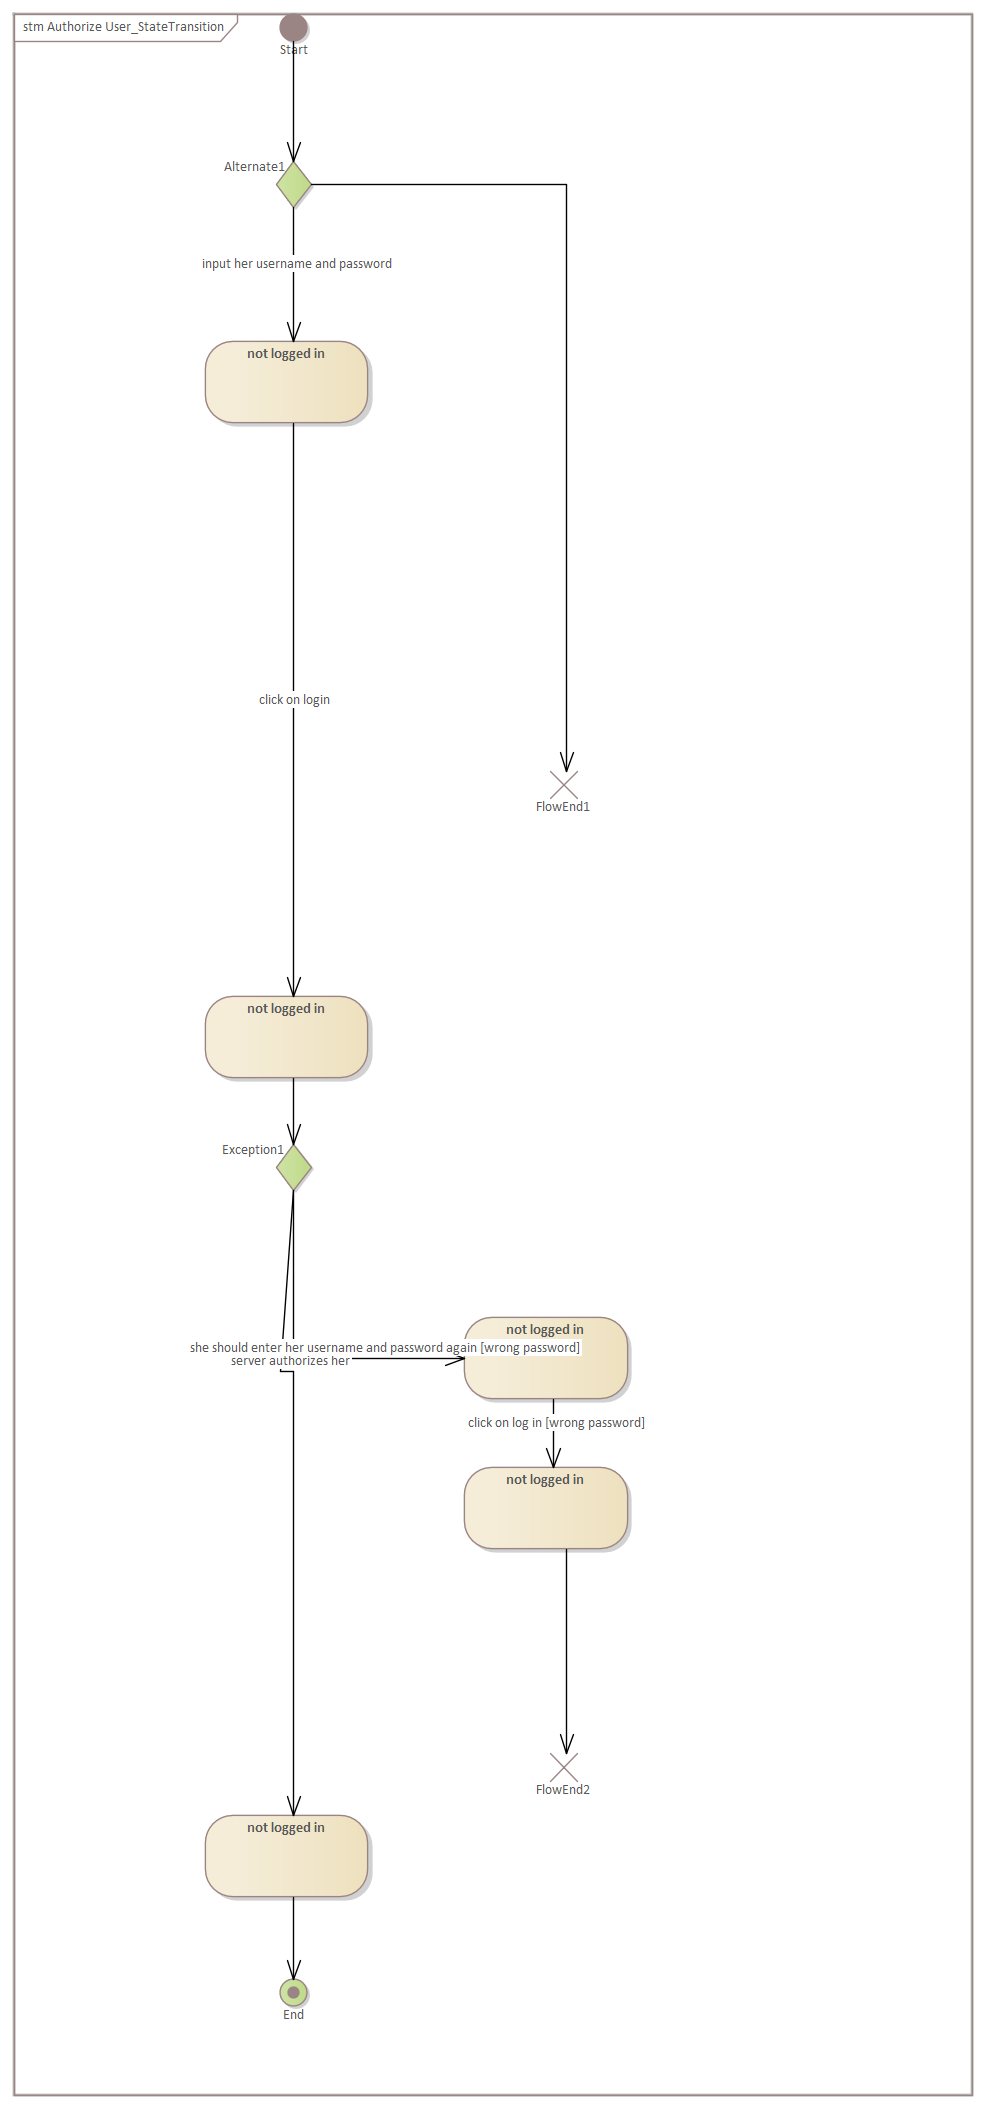 stm Authorize User_StateTransition
Start
Alternate1
input her username and password
not logged in
click on login
FlowEnd1
not logged in
Exception1
not logged in
she should enter her username and password again [wrong password]
server authorizes her
click on log in [wrong password]
not logged in
FlowEnd2
not logged in
End